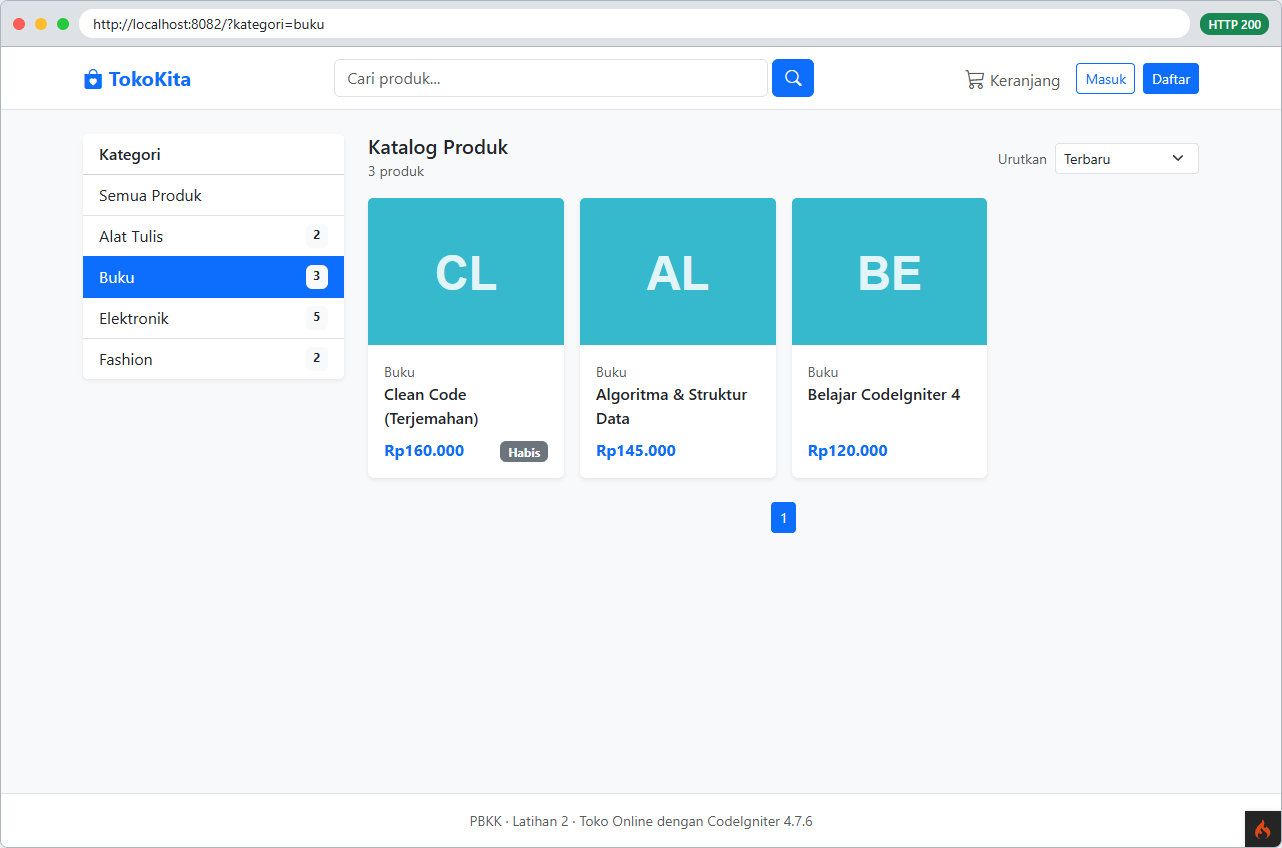 http://localhost:8082/?kategori=buku
HTTP 200
TokoKita
Cari produk...
Keranjang
Masuk
Daftar
Kategori
Semua Produk
Alat Tulis 2
Buku 3
Elektronik 5
Fashion 2
Katalog Produk
3 produk
Urutkan
Terbaru
CL
Buku
Clean Code
(Terjemahan)
Rp160.000
Habis
AL
Buku
Algoritma & Struktur
Data
Rp145.000
BE
Buku
Belajar CodeIgniter 4
Rp120.000
1
PBKK · Latihan 2 · Toko Online dengan CodeIgniter 4.7.6